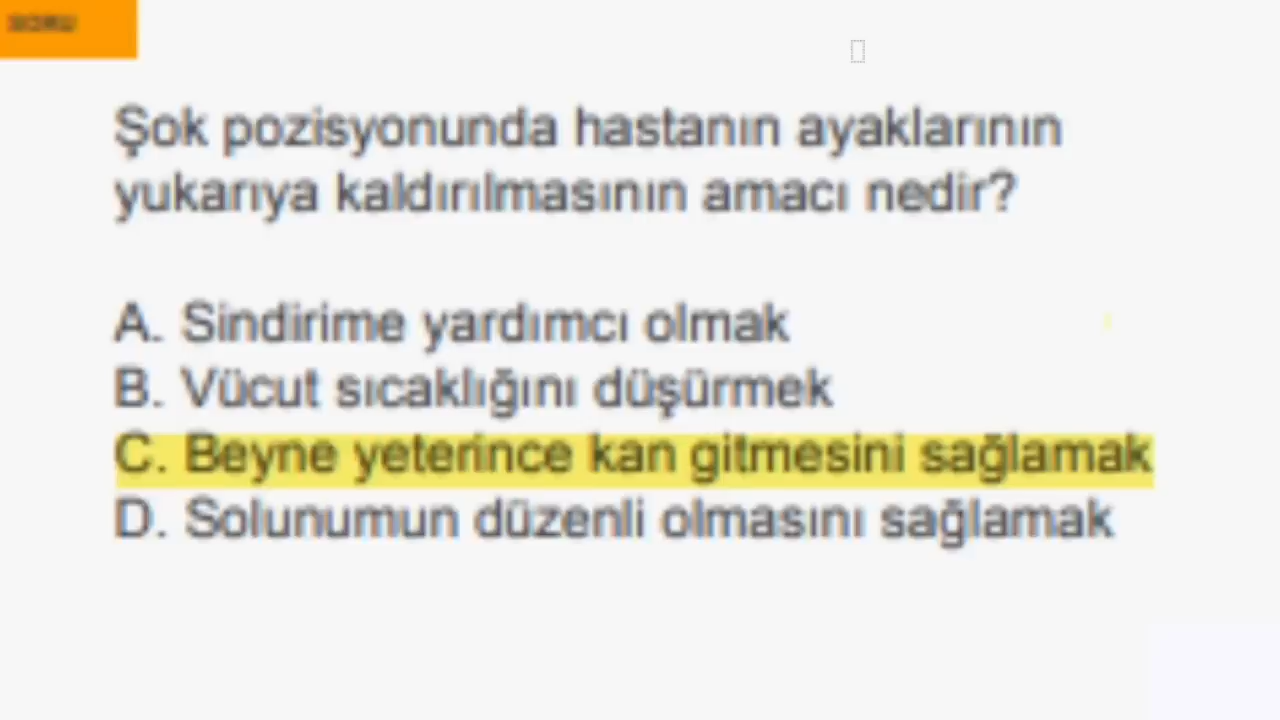 SORU
Şok pozisyonunda hastanın ayaklarının
yukarıya kaldırılmasının amacı nedir?
A. Sindirime yardımcı olmak
B. Vücut sıcaklığını düşürmek
C. Beyne yeterince kan gitmesini sağlamak
D. Solunumun düzenli olmasını sağlamak